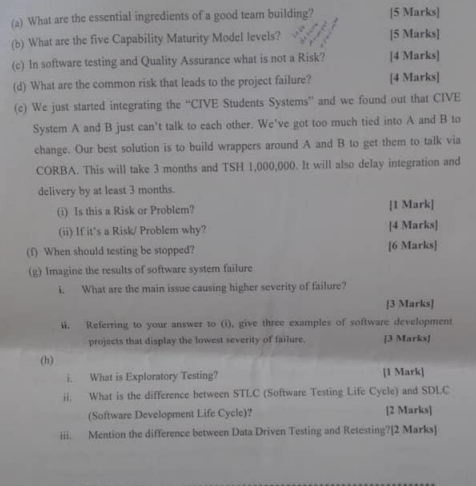 (a) What are the essential ingredients of a good team building? [5 Marks]
(b) What are the five Capability Maturity Model levels? [5 Marks]
(c) In software testing and Quality Assurance what is not a Risk? [4 Marks]
(d) What are the common risk that leads to the project failure? [4 Marks]
(e) We just started integrating the “CIVE Students Systems” and we found out that CIVE
System A and B just can't talk to each other. We've got too much tied into A and B to
change. Our best solution is to build wrappers around A and B to get them to talk via
CORBA. This will take 3 months and TSH 1,000,000. It will also delay integration and
delivery by at least 3 months.
(i) Is this a Risk or Problem? [1 Mark]
(ii) If it's a Risk/ Problem why? [4 Marks]
(f) When should testing be stopped? [6 Marks]
(g) Imagine the results of software system failure
i. What are the main issue causing higher severity of failure?
[3 Marks]
ii. Referring to your answer to (i), give three examples of software development
projects that display the lowest severity of failure. [3 Marks]
(h)
i. What is Exploratory Testing? [1 Mark]
ii. What is the difference between STLC (Software Testing Life Cycle) and SDLC
(Software Development Life Cycle)? [2 Marks]
iii. Mention the difference between Data Driven Testing and Retesting?[2 Marks]